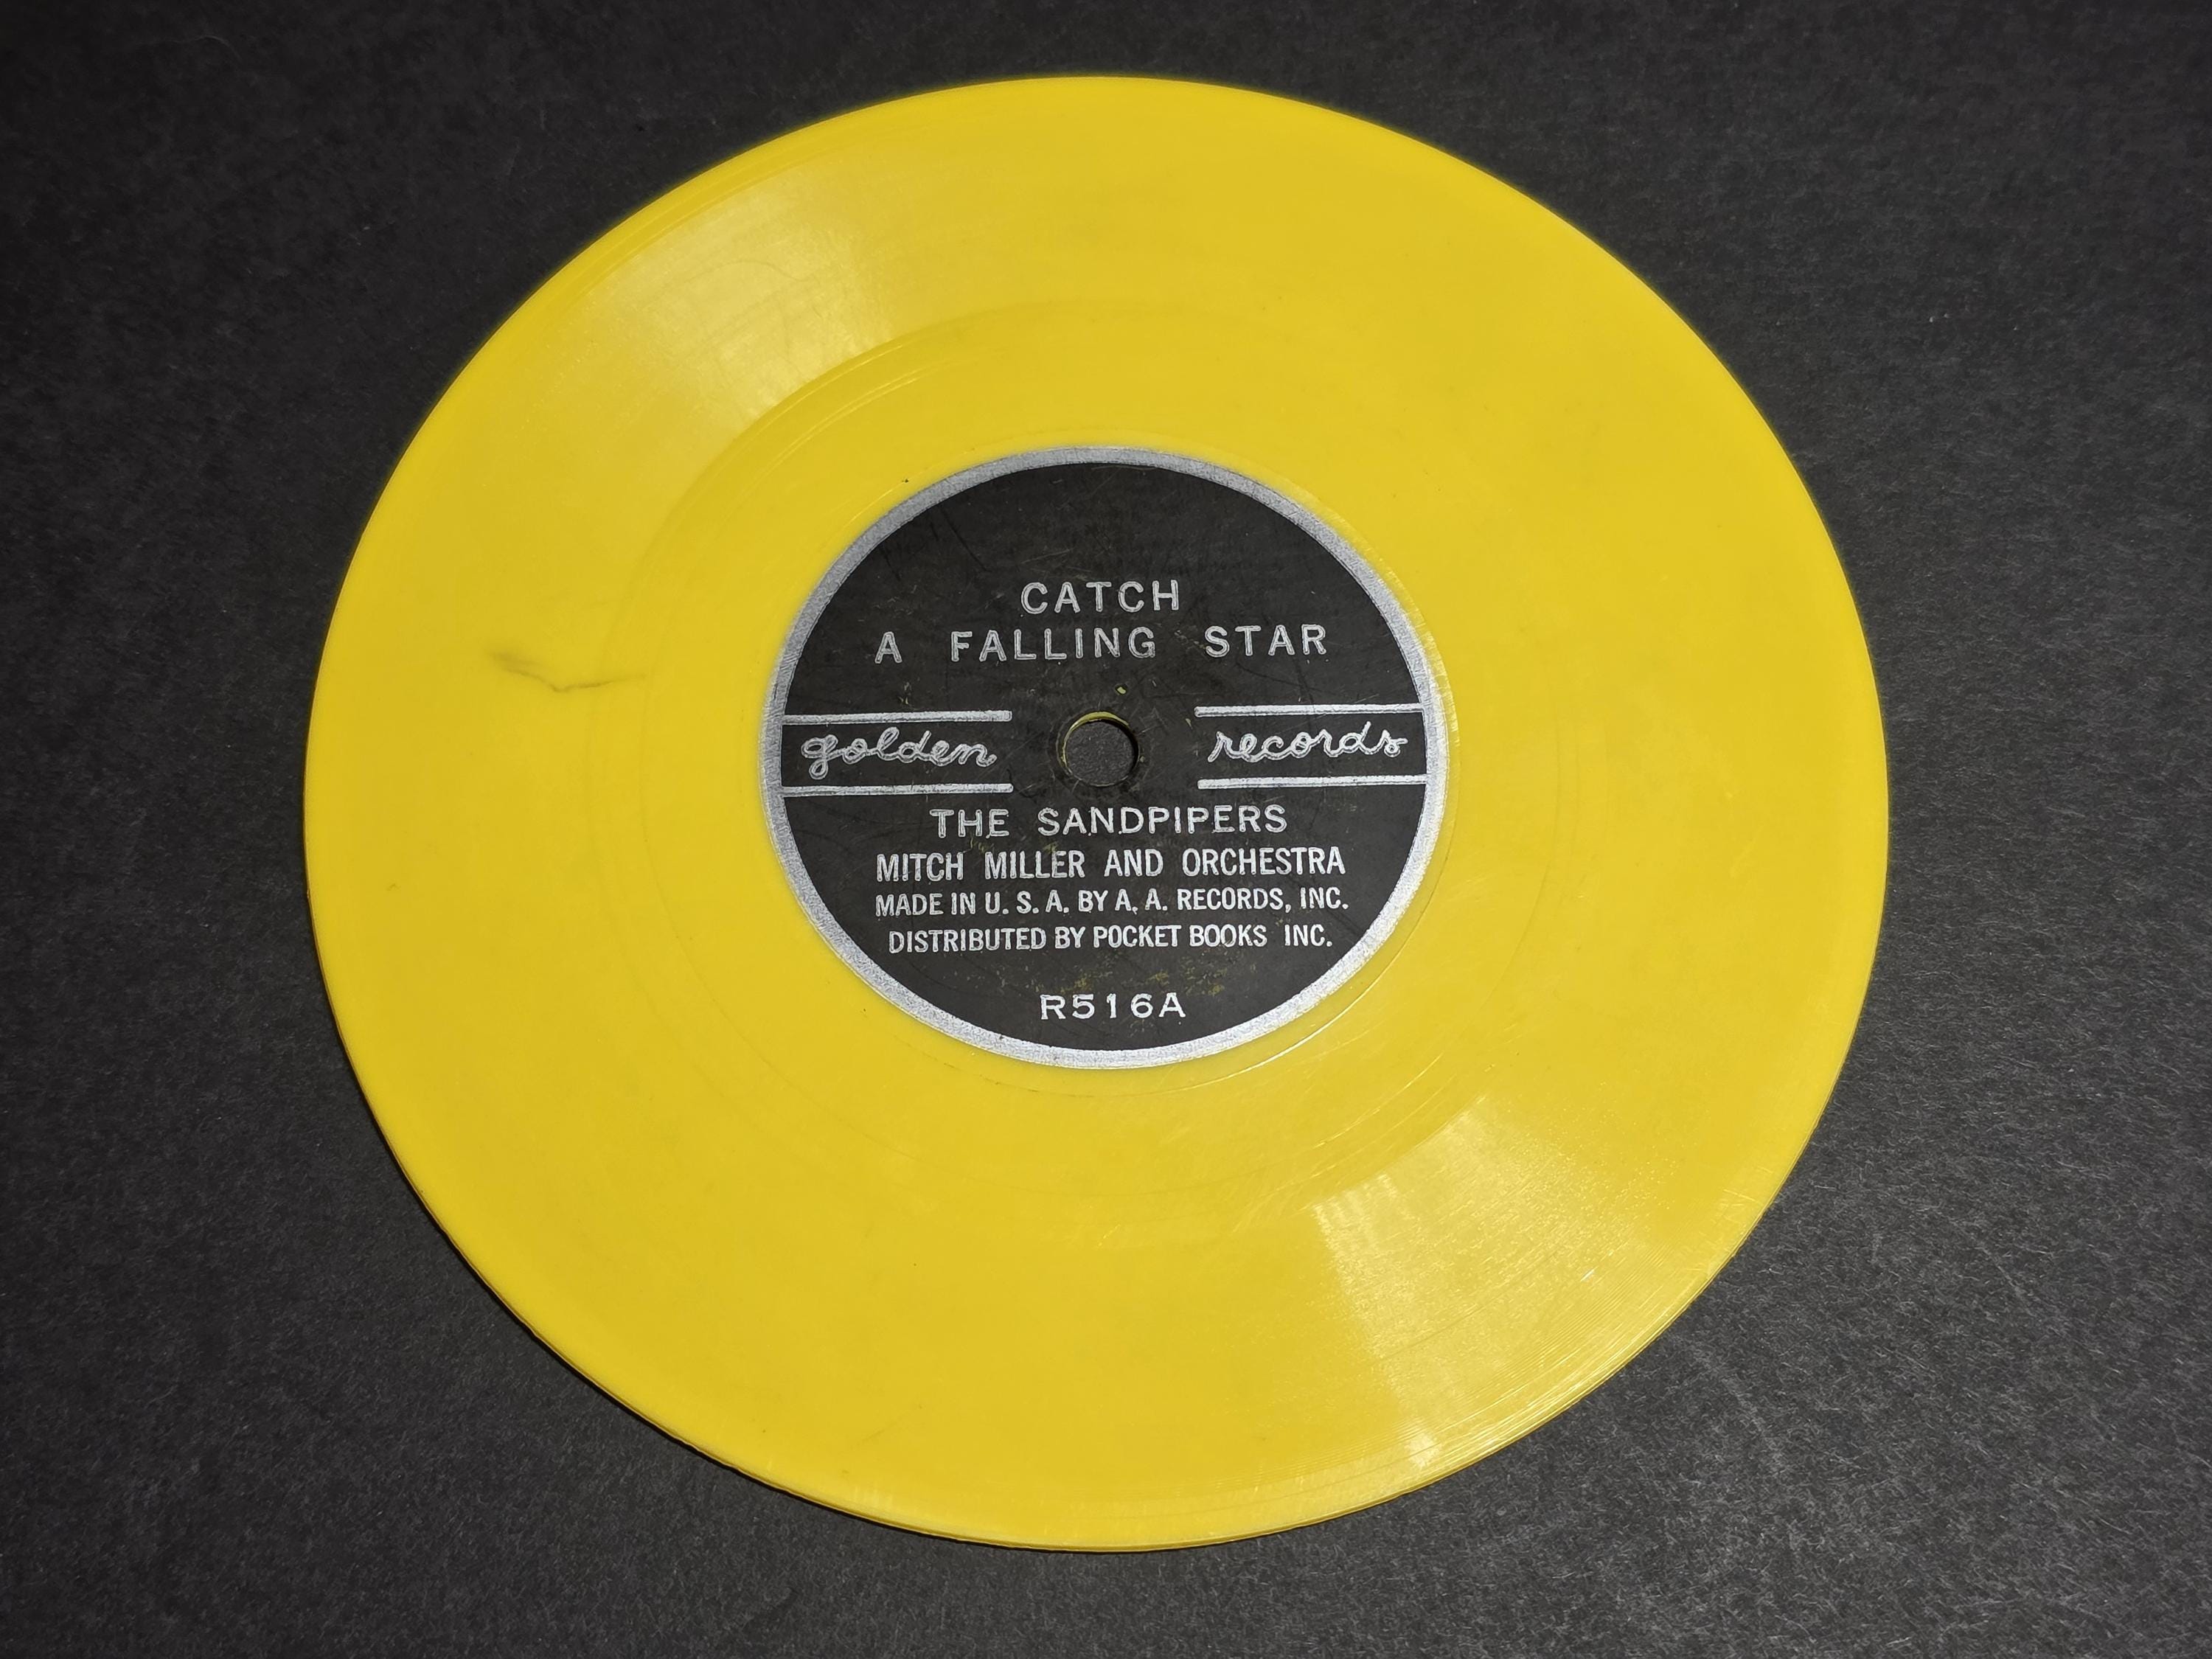 CATCH
A FALLING STAR
golden records
THE SANDPIPERS
MITCH MILLER AND ORCHESTRA
MADE IN U. S. A. BY A. A. RECORDS, INC.
DISTRIBUTED BY POCKET BOOKS INC.
R516A